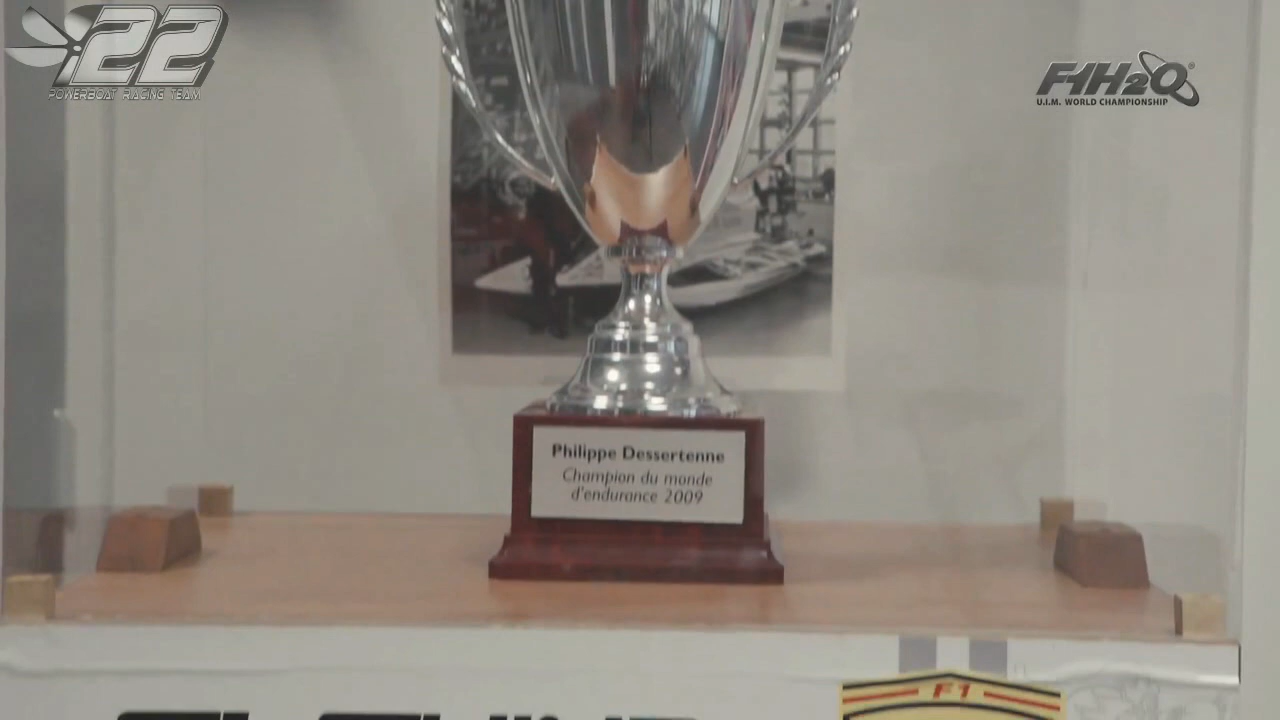 22
POWERBOAT RACING TEAM
F1H2O®
U.I.M. WORLD CHAMPIONSHIP
Philippe Dessertenne
Champion du monde
d'endurance 2009
F1